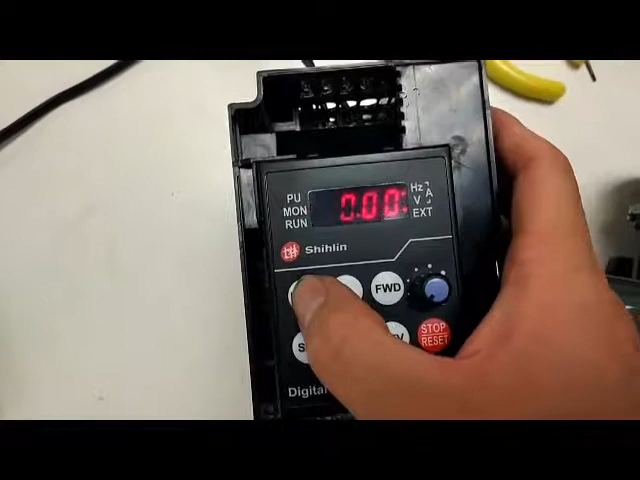 PU
MON
RUN
0.00
Hz
V A
EXT
Shihlin
FWD
STOP
RESET
Digital